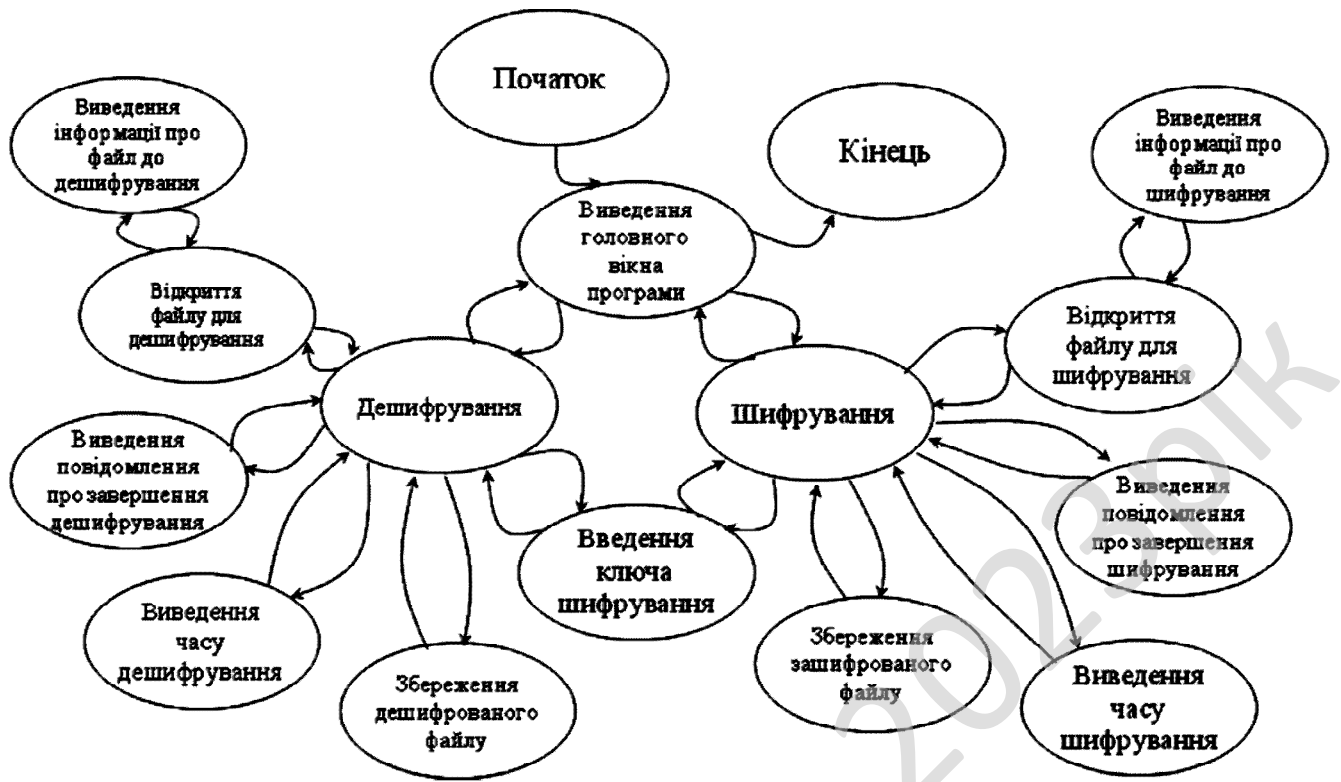 Початок
Кінець
Виведення
інформації про
файл до
дешифрування
Виведення
інформації про
файл до
шифрування
Виведення
головного
вікна
програми
Відкриття
файлу для
дешифрування
Відкриття
файлу для
шифрування
Дешифрування
Шифрування
Виведення
повідомлення
про завершення
дешифрування
Виведення
повідомлення
про завершення
шифрування
Введення
ключа
шифрування
Виведення
часу
дешифрування
Збереження
дешифрованого
файлу
Збереження
зашифрованого
файлу
Виведення
часу
шифрування
2023рік